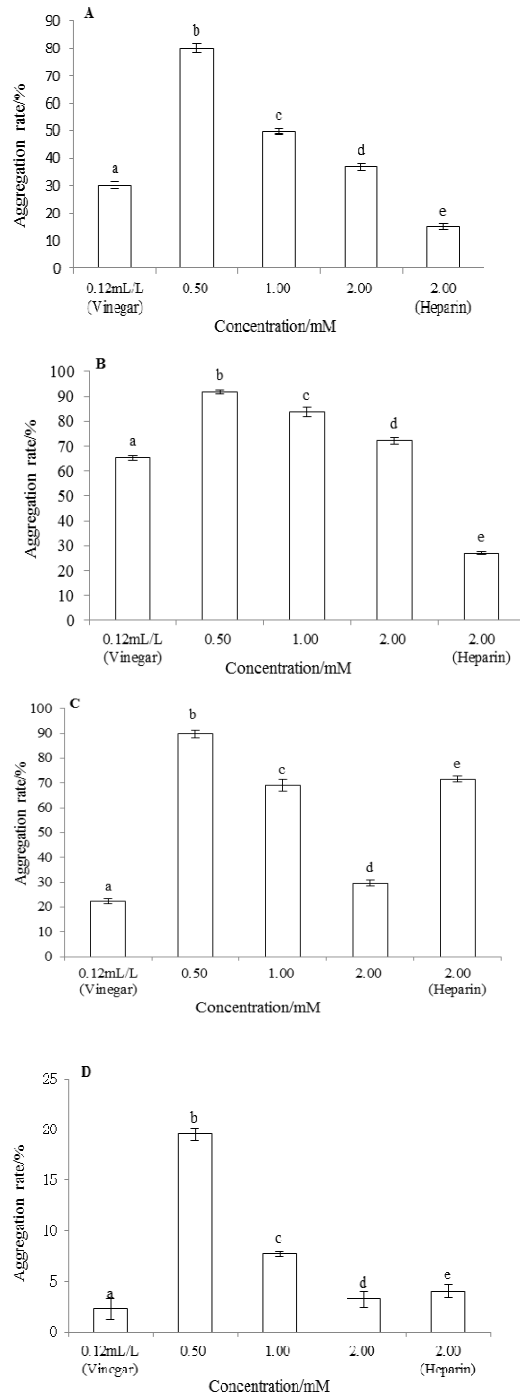 A
Aggregation rate/%
90
80
70
60
50
40
30
20
10
0
a
b
c
d
e
0.12mL/L 0.50 1.00 2.00 2.00
(Vinegar) (Heparin)
Concentration/mM
B
Aggregation rate/%
100
90
80
70
60
50
40
30
20
10
0
a
b
c
d
e
0.12mL/L 0.50 1.00 2.00 2.00
(Vinegar) (Heparin)
Concentration/mM
C
Aggregation rate/%
100
90
80
70
60
50
40
30
20
10
0
a
b
c
d
e
0.12mL/L 0.50 1.00 2.00 2.00
(Vinegar) (Heparin)
Concentration/mM
D
Aggregation rate/%
25
20
15
10
5
0
a
b
c
d
e
0.12mL/L 0.50 1.00 2.00 2.00
(Vinegar) (Heparin)
Concentration/mM